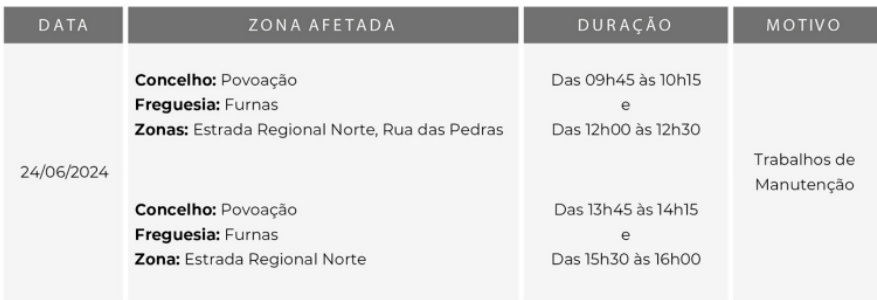 DATA ZONA AFETADA DURAÇÃO MOTIVO
24/06/2024
Concelho: Povoação
Freguesia: Furnas
Zonas: Estrada Regional Norte, Rua das Pedras
Das 09h45 às 10h15
e
Das 12h00 às 12h30
Concelho: Povoação
Freguesia: Furnas
Zona: Estrada Regional Norte
Das 13h45 às 14h15
e
Das 15h30 às 16h00
Trabalhos de
Manutenção